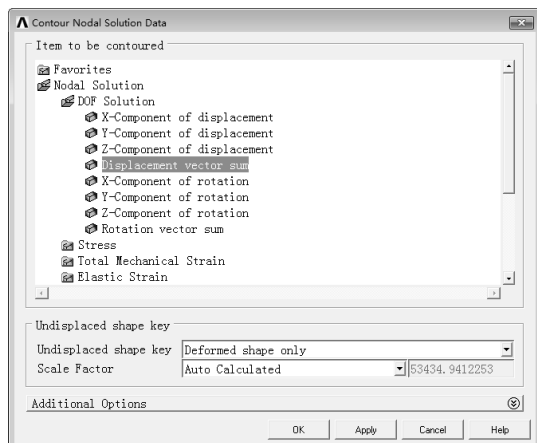 Contour Nodal Solution Data
Item to be contoured
Favorites
Nodal Solution
DOF Solution
X-Component of displacement
Y-Component of displacement
Z-Component of displacement
Displacement vector sum
X-Component of rotation
Y-Component of rotation
Z-Component of rotation
Rotation vector sum
Stress
Total Mechanical Strain
Elastic Strain
Undisplaced shape key
Undisplaced shape key Deformed shape only
Scale Factor Auto Calculated 53434.9412253
Additional Options
OK Apply Cancel Help